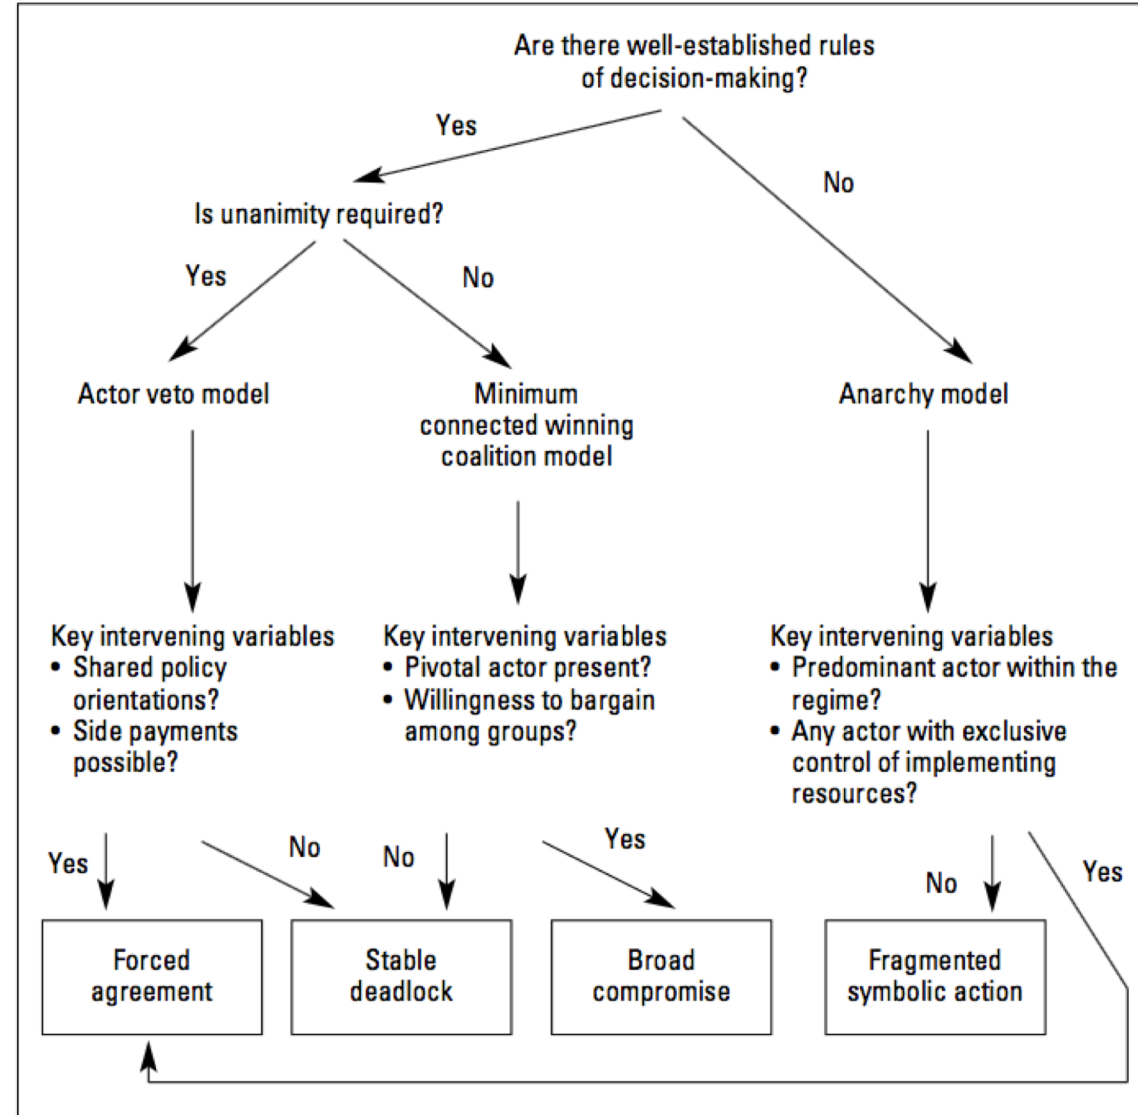 Are there well-established rules
of decision-making?
Yes
No
Is unanimity required?
Yes
No
Actor veto model
Minimum
connected winning
coalition model
Anarchy model
Key intervening variables
• Shared policy
orientations?
• Side payments
possible?
Key intervening variables
• Pivotal actor present?
• Willingness to bargain
among groups?
Key intervening variables
• Predominant actor within the
regime?
• Any actor with exclusive
control of implementing
resources?
Yes
No
No
Yes
No
Yes
Forced
agreement
Stable
deadlock
Broad
compromise
Fragmented
symbolic action